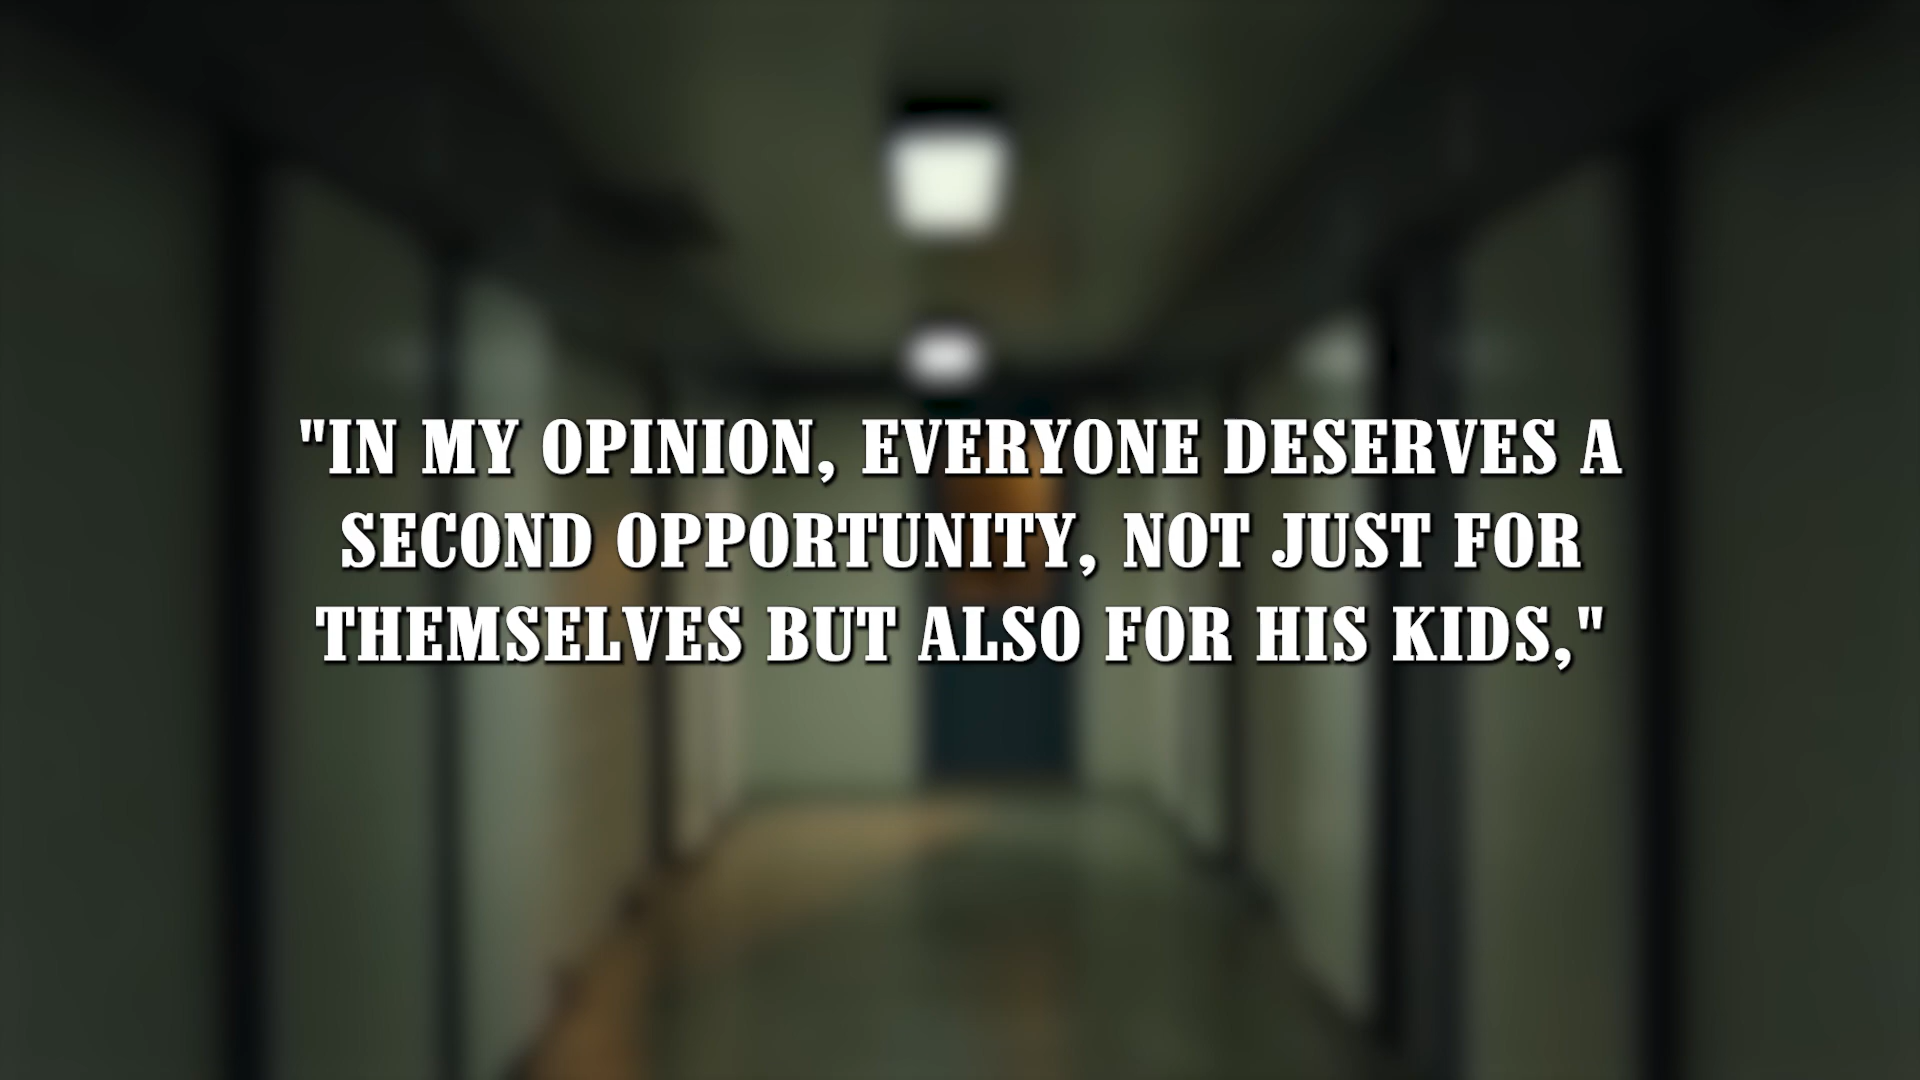 "IN MY OPINION, EVERYONE DESERVES A
SECOND OPPORTUNITY, NOT JUST FOR
THEMSELVES BUT ALSO FOR HIS KIDS,"